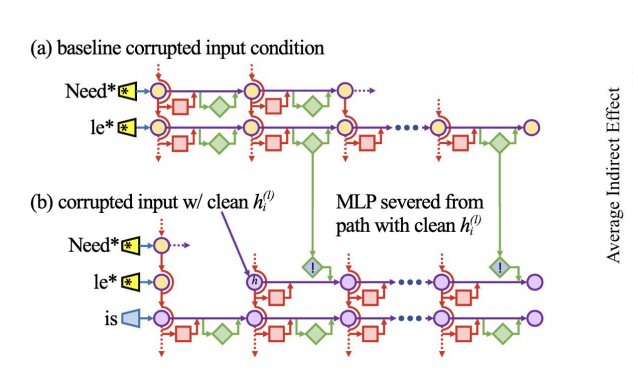 (a) baseline corrupted input condition
Need*
*
le*
*
(b) corrupted input w/ clean h_i^(l)
MLP severed from
path with clean h_i^(l)
Need*
*
!
!
le*
*
h
is
Average Indirect Effect